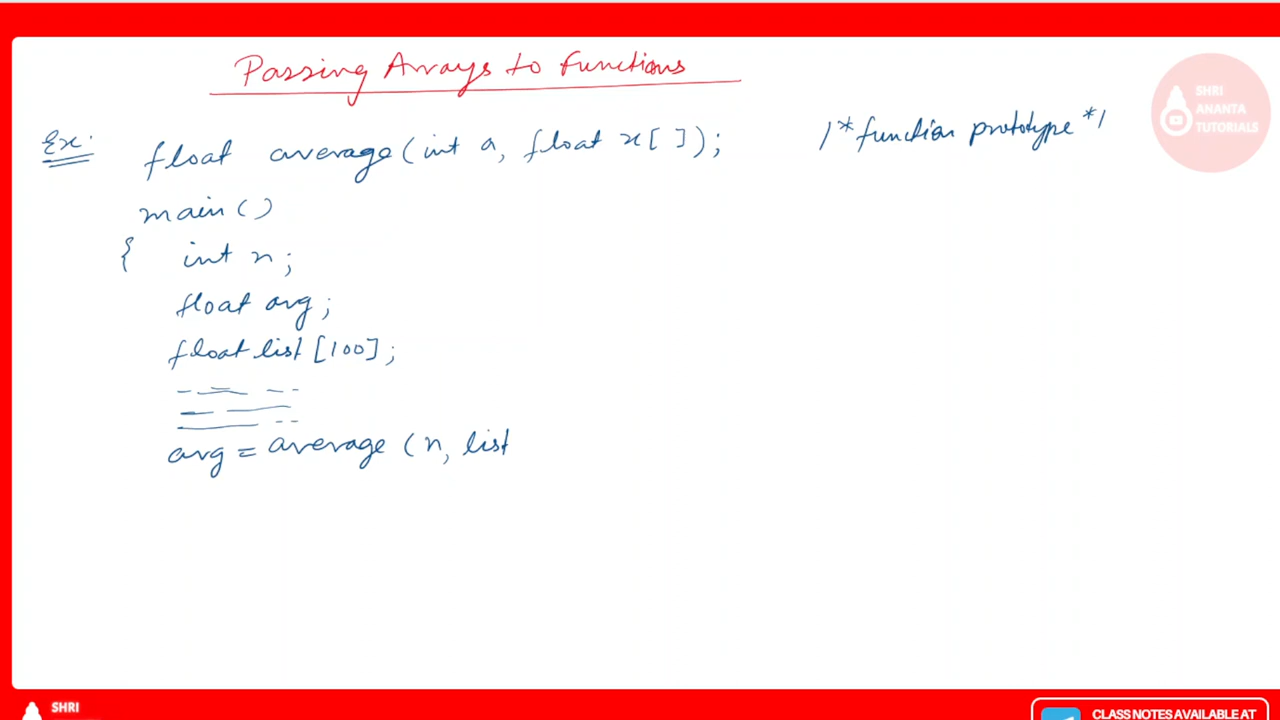 Passing Arrays to Functions
Ex: float average(int a, float x[ ]); /*function prototype*/
main()
{ int n;
float avg;
float list [100];
avg = average (n, list
SHRI
ANANTA
TUTORIALS
SHRI
CLASS NOTES AVAILABLE AT